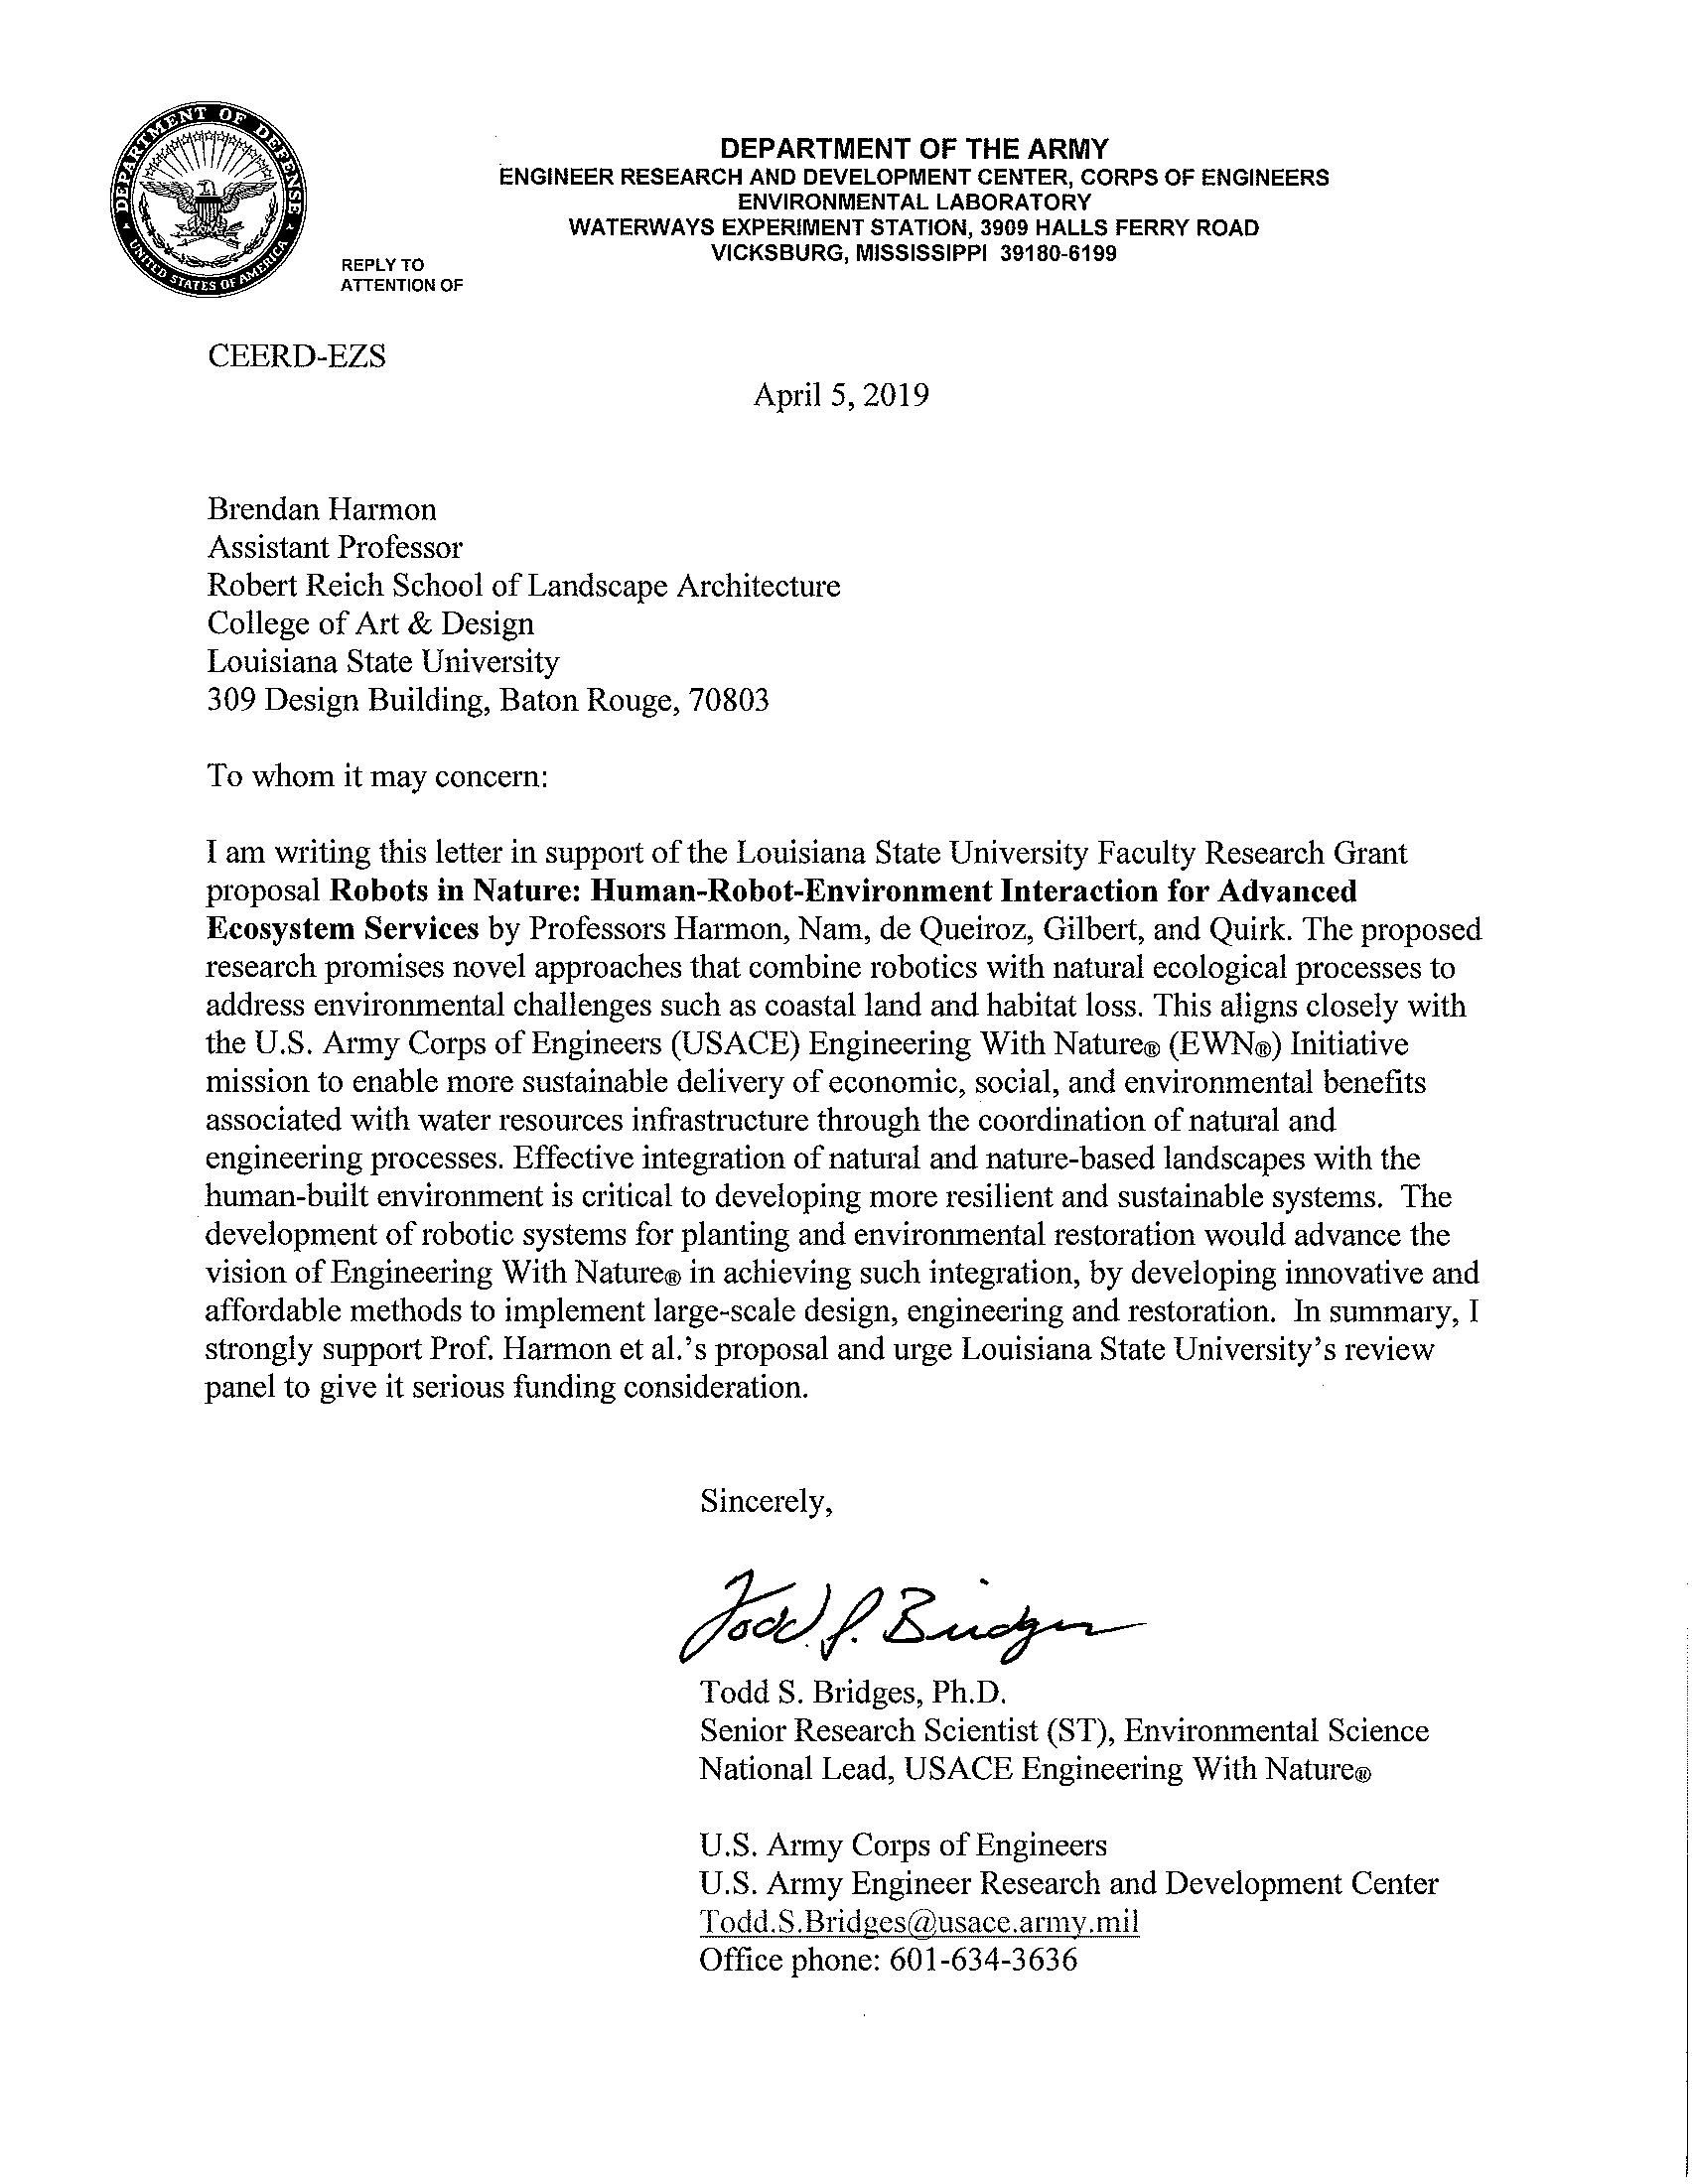 DEPARTMENT OF DEFENSE
UNITED STATES OF AMERICA
DEPARTMENT OF THE ARMY
ENGINEER RESEARCH AND DEVELOPMENT CENTER, CORPS OF ENGINEERS
ENVIRONMENTAL LABORATORY
WATERWAYS EXPERIMENT STATION, 3909 HALLS FERRY ROAD
VICKSBURG, MISSISSIPPI 39180-6199
REPLY TO
ATTENTION OF
CEERD-EZS
April 5, 2019
Brendan Harmon
Assistant Professor
Robert Reich School of Landscape Architecture
College of Art & Design
Louisiana State University
309 Design Building, Baton Rouge, 70803
To whom it may concern:
I am writing this letter in support of the Louisiana State University Faculty Research Grant
proposal Robots in Nature: Human-Robot-Environment Interaction for Advanced
Ecosystem Services by Professors Harmon, Nam, de Queiroz, Gilbert, and Quirk. The proposed
research promises novel approaches that combine robotics with natural ecological processes to
address environmental challenges such as coastal land and habitat loss. This aligns closely with
the U.S. Army Corps of Engineers (USACE) Engineering With Nature® (EWN®) Initiative
mission to enable more sustainable delivery of economic, social, and environmental benefits
associated with water resources infrastructure through the coordination of natural and
engineering processes. Effective integration of natural and nature-based landscapes with the
human-built environment is critical to developing more resilient and sustainable systems. The
development of robotic systems for planting and environmental restoration would advance the
vision of Engineering With Nature® in achieving such integration, by developing innovative and
affordable methods to implement large-scale design, engineering and restoration. In summary, I
strongly support Prof. Harmon et al.'s proposal and urge Louisiana State University's review
panel to give it serious funding consideration.
Sincerely,
Todd S. Bridges
Todd S. Bridges, Ph.D.
Senior Research Scientist (ST), Environmental Science
National Lead, USACE Engineering With Nature®
U.S. Army Corps of Engineers
U.S. Army Engineer Research and Development Center
Todd.S.Bridges@usace.army.mil
Office phone: 601-634-3636